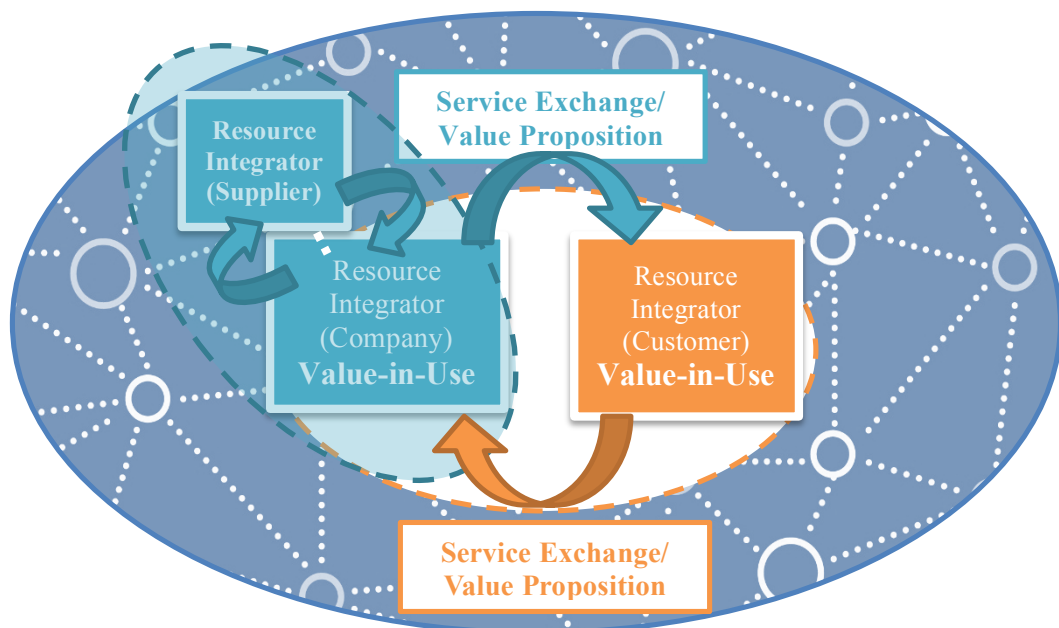 Service Exchange/
Value Proposition
Resource
Integrator
(Supplier)
Resource
Integrator
(Company)
Value-in-Use
Resource
Integrator
(Customer)
Value-in-Use
Service Exchange/
Value Proposition